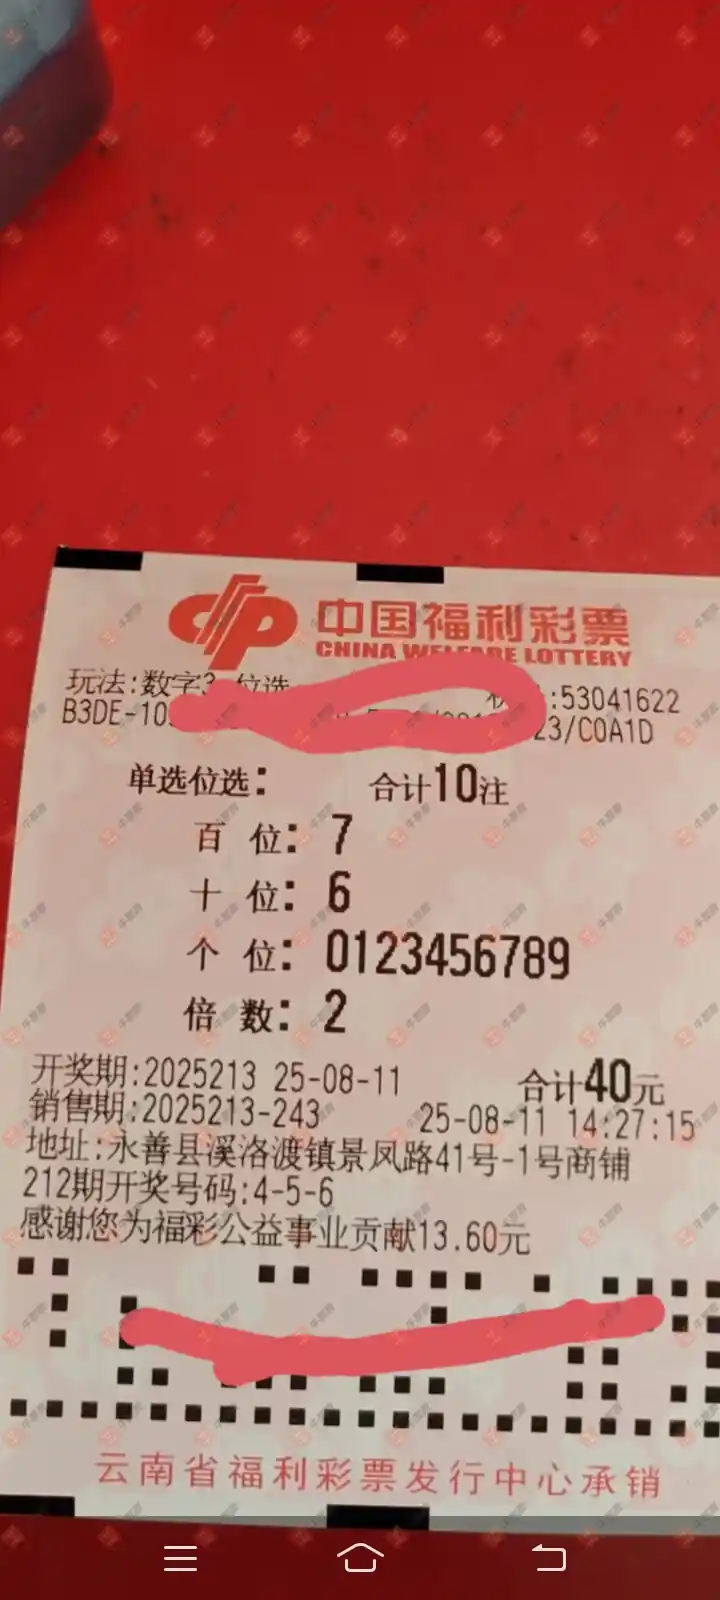 中国福利彩票
CHINA WELFARE LOTTERY
玩法:数字3 位选 :53041622
B3DE-10 23/C0A1D
单选位选: 合计10注
百 位: 7
十 位: 6
个 位: 0123456789
倍 数: 2
开奖期:2025213 25-08-11 合计40元
销售期:2025213-243 25-08-11 14:27:15
地址:永善县溪洛渡镇景凤路41号-1号商铺
212期开奖号码:4-5-6
感谢您为福彩公益事业贡献13.60元
云南省福利彩票发行中心承销